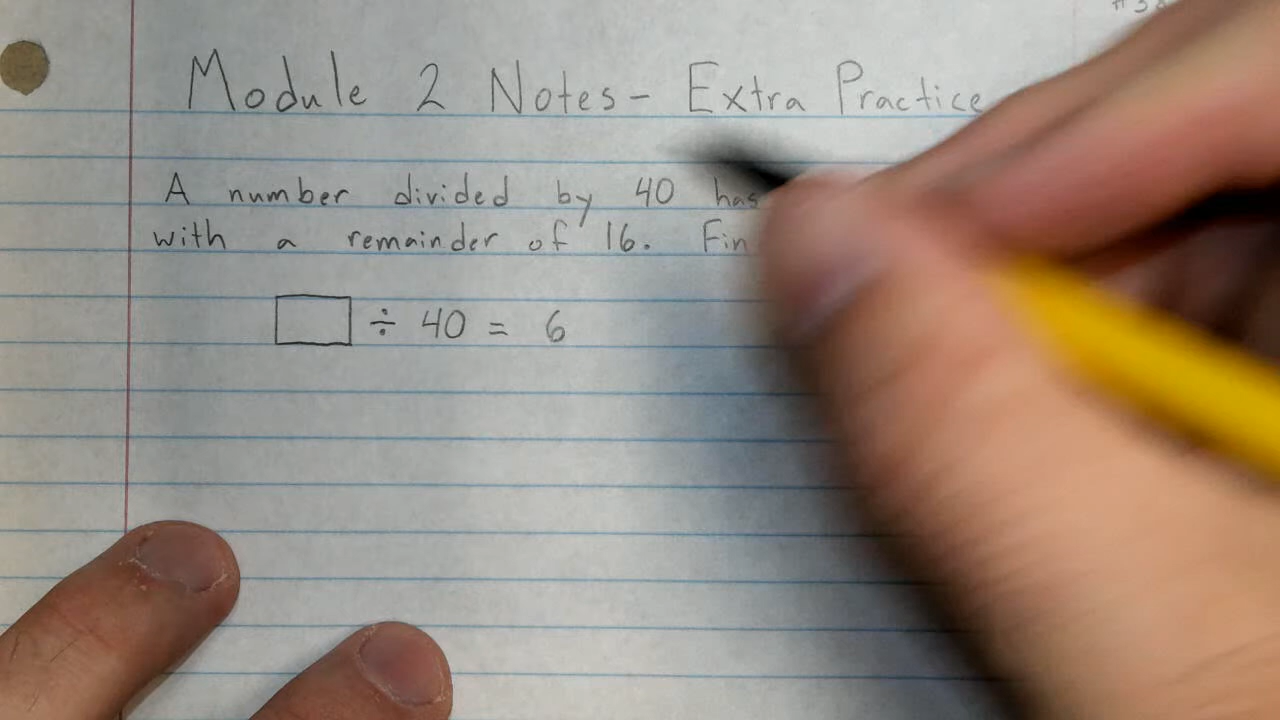 Module 2 Notes - Extra Practice
A number divided by 40 has
with a remainder of 16. Fin
□ ÷ 40 = 6